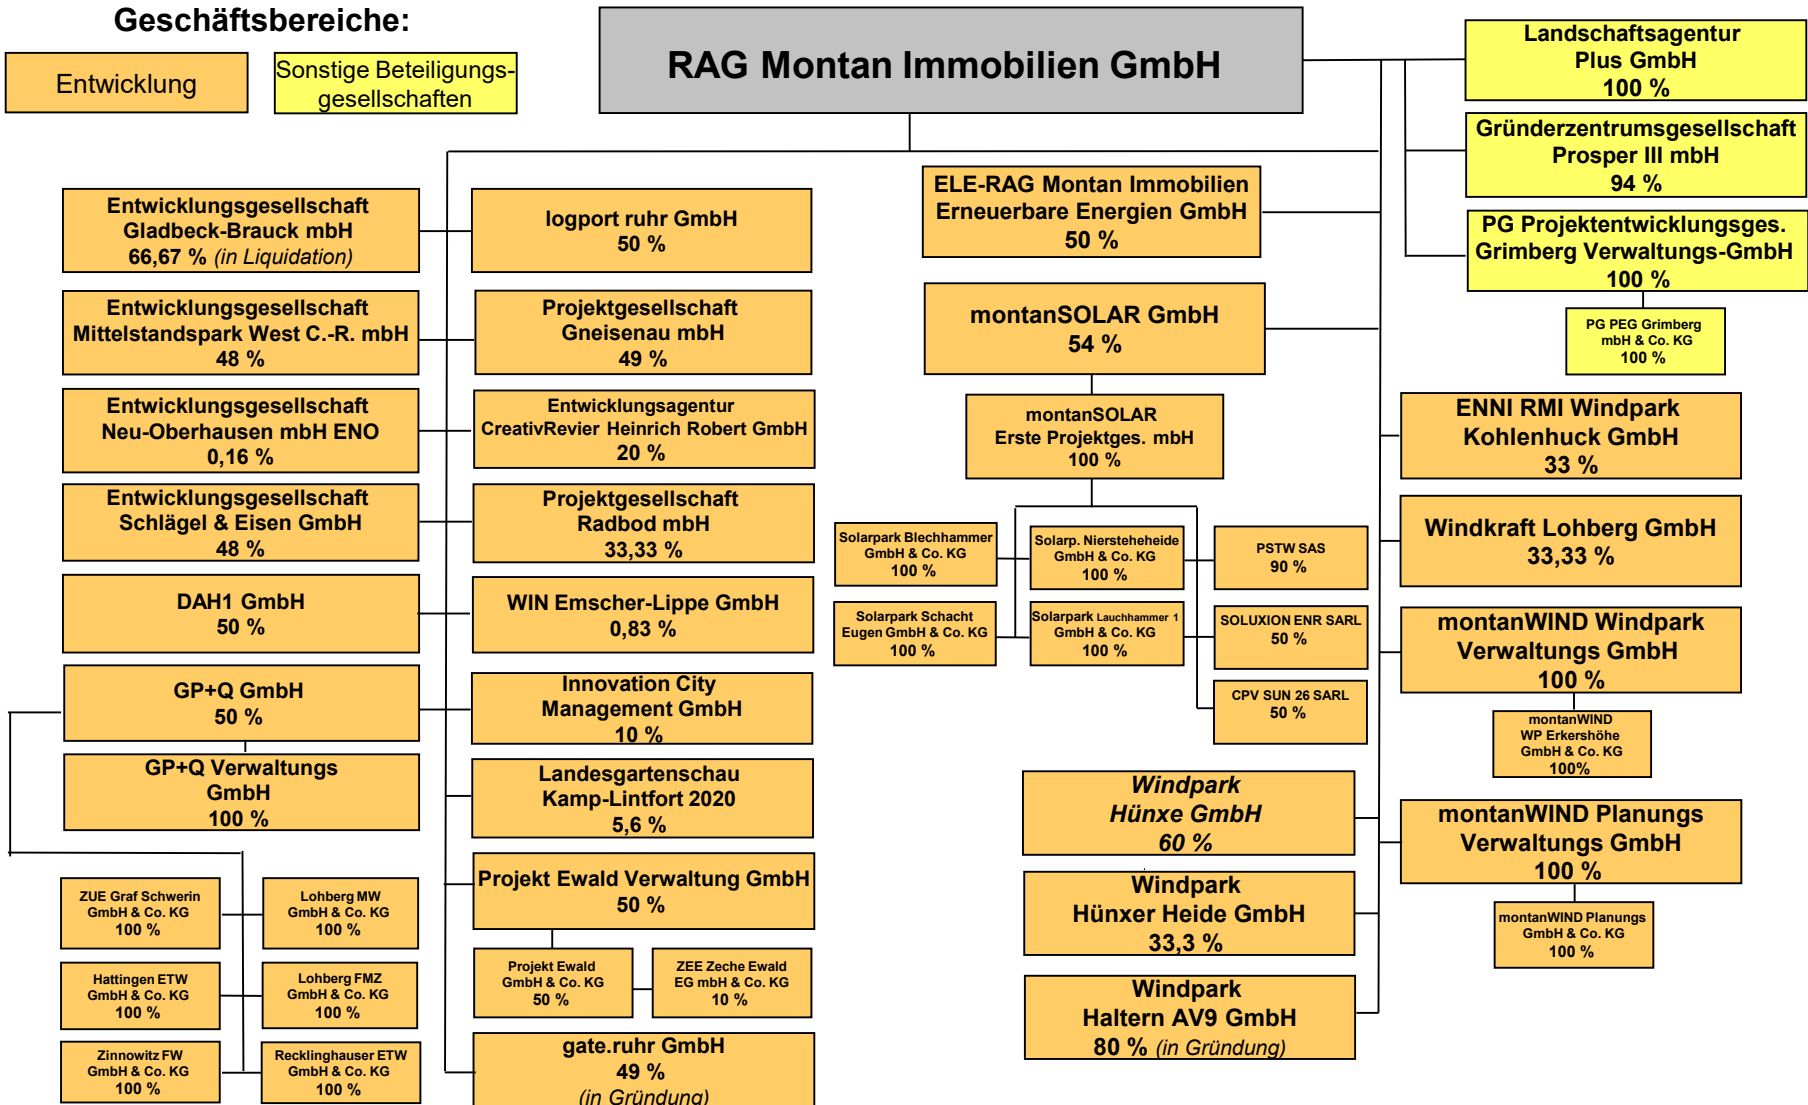 Geschäftsbereiche:
Entwicklung
Sonstige Beteiligungs-
gesellschaften
RAG Montan Immobilien GmbH
Landschaftsagentur
Plus GmbH
100 %
Gründerzentrumsgesellschaft
Prosper III mbH
94 %
PG Projektentwicklungsges.
Grimberg Verwaltungs-GmbH
100 %
PG PEG Grimberg
mbH & Co. KG
100 %
Entwicklungsgesellschaft
Gladbeck-Brauck mbH
66,67 % (in Liquidation)
logport ruhr GmbH
50 %
Entwicklungsgesellschaft
Mittelstandspark West C.-R. mbH
48 %
Projektgesellschaft
Gneisenau mbH
49 %
Entwicklungsgesellschaft
Neu-Oberhausen mbH ENO
0,16 %
Entwicklungsagentur
CreativRevier Heinrich Robert GmbH
20 %
Entwicklungsgesellschaft
Schlägel & Eisen GmbH
48 %
Projektgesellschaft
Radbod mbH
33,33 %
DAH1 GmbH
50 %
WIN Emscher-Lippe GmbH
0,83 %
GP+Q GmbH
50 %
Innovation City
Management GmbH
10 %
GP+Q Verwaltungs
GmbH
100 %
Landesgartenschau
Kamp-Lintfort 2020
5,6 %
Projekt Ewald Verwaltung GmbH
50 %
Projekt Ewald
GmbH & Co. KG
50 %
ZEE Zeche Ewald
EG mbH & Co. KG
10 %
gate.ruhr GmbH
49 %
(in Gründung)
ZUE Graf Schwerin
GmbH & Co. KG
100 %
Lohberg MW
GmbH & Co. KG
100 %
Hattingen ETW
GmbH & Co. KG
100 %
Lohberg FMZ
GmbH & Co. KG
100 %
Zinnowitz FW
GmbH & Co. KG
100 %
Recklinghauser ETW
GmbH & Co. KG
100 %
ELE-RAG Montan Immobilien
Erneuerbare Energien GmbH
50 %
montanSOLAR GmbH
54 %
montanSOLAR
Erste Projektges. mbH
100 %
Solarpark Blechhammer
GmbH & Co. KG
100 %
Solarp. Niersteheheide
GmbH & Co. KG
100 %
PSTW SAS
90 %
Solarpark Schacht
Eugen GmbH & Co. KG
100 %
Solarpark Lauchhammer 1
GmbH & Co. KG
100 %
SOLUXION ENR SARL
50 %
CPV SUN 26 SARL
50 %
Windpark
Hünxe GmbH
60 %
Windpark
Hünxer Heide GmbH
33,3 %
Windpark
Haltern AV9 GmbH
80 % (in Gründung)
ENNI RMI Windpark
Kohlenhuck GmbH
33 %
Windkraft Lohberg GmbH
33,33 %
montanWIND Windpark
Verwaltungs GmbH
100 %
montanWIND
WP Erkershöhe
GmbH & Co. KG
100%
montanWIND Planungs
Verwaltungs GmbH
100 %
montanWIND Planungs
GmbH & Co. KG
100 %